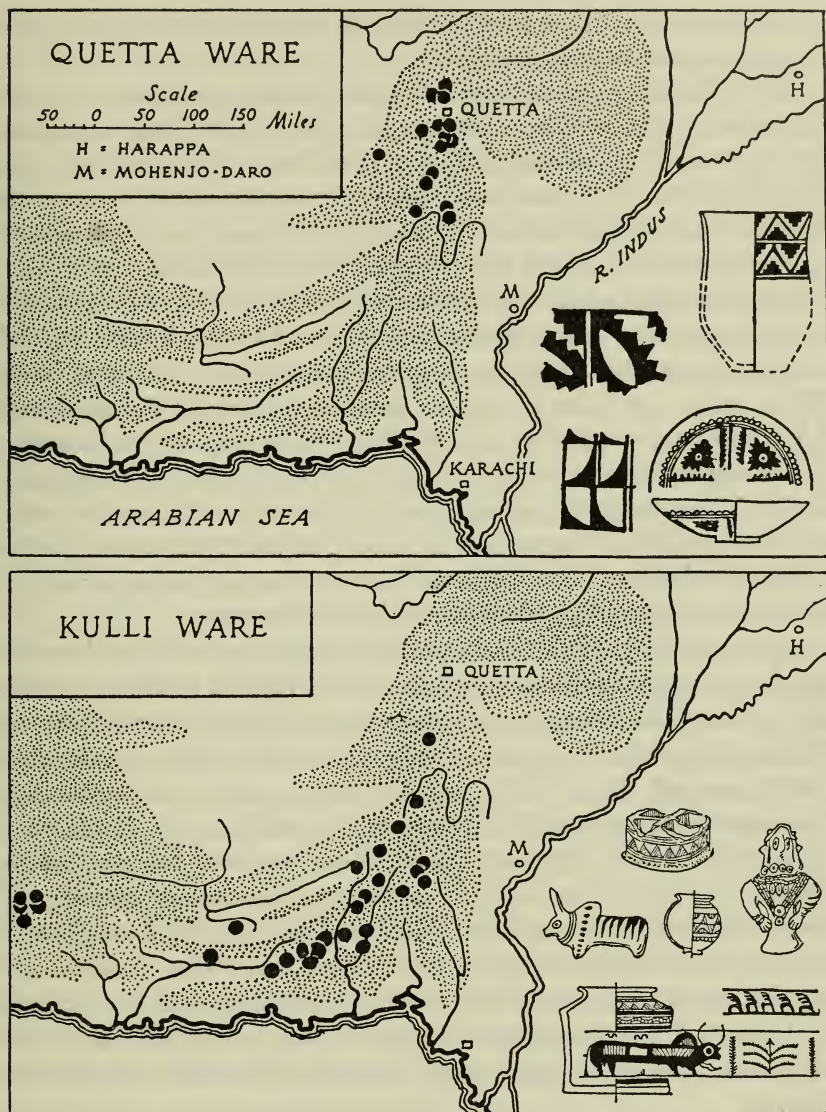 QUETTA WARE
Scale
50 0 50 100 150 Miles
H = HARAPPA
M = MOHENJO-DARO
QUETTA
H
R. INDUS
M
KARACHI
ARABIAN SEA
KULLI WARE
QUETTA
H
M